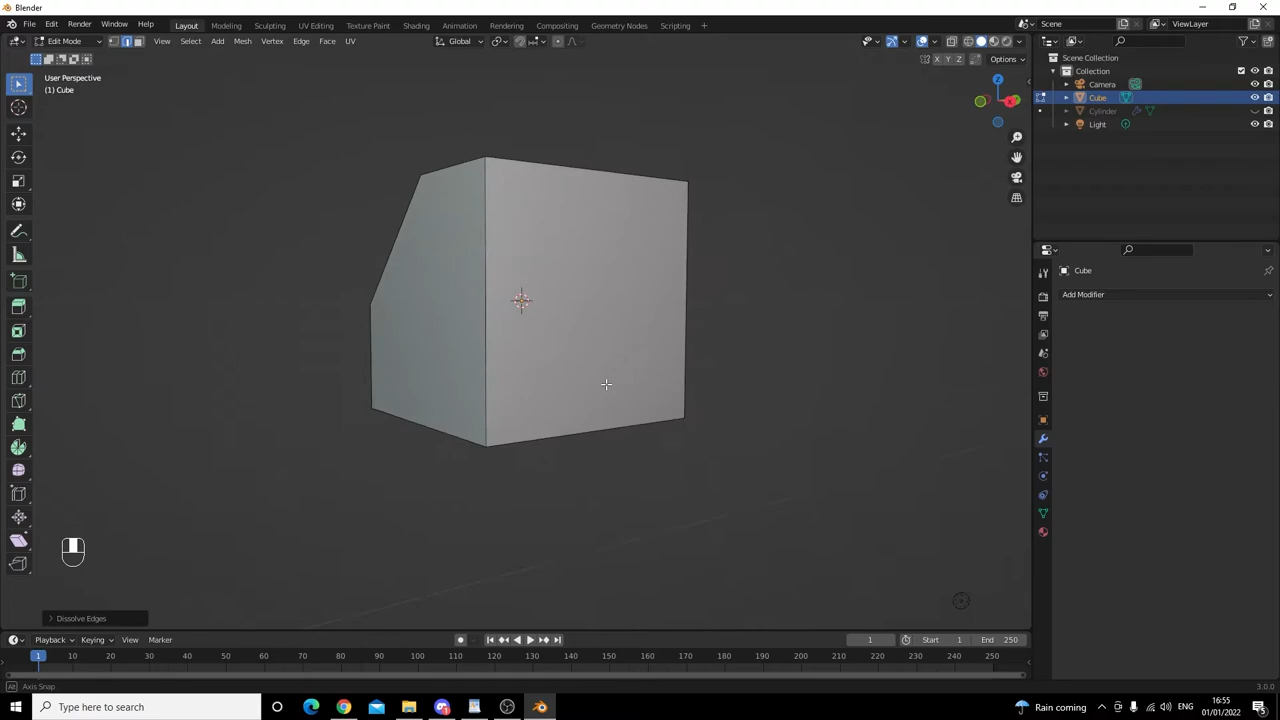 Blender
File Edit Render Window Help Layout Modeling Sculpting UV Editing Texture Paint Shading Animation Rendering Compositing Geometry Nodes Scripting + Scene ViewLayer
Edit Mode View Select Add Mesh Vertex Edge Face UV Global
X Y Z Options
User Perspective
(1) Cube
Z
X
Scene Collection
Collection
Camera
Cube
Cylinder
Light
Cube
Add Modifier
Dissolve Edges
Playback Keying View Marker 1 Start 1 End 250
1 10 20 30 40 50 60 70 80 90 100 110 120 130 140 150 160 170 180 190 200 210 220 230 240 250
Alt Axis Snap 3.0.0
Type here to search Rain coming ENG 16:55 01/01/2022 5